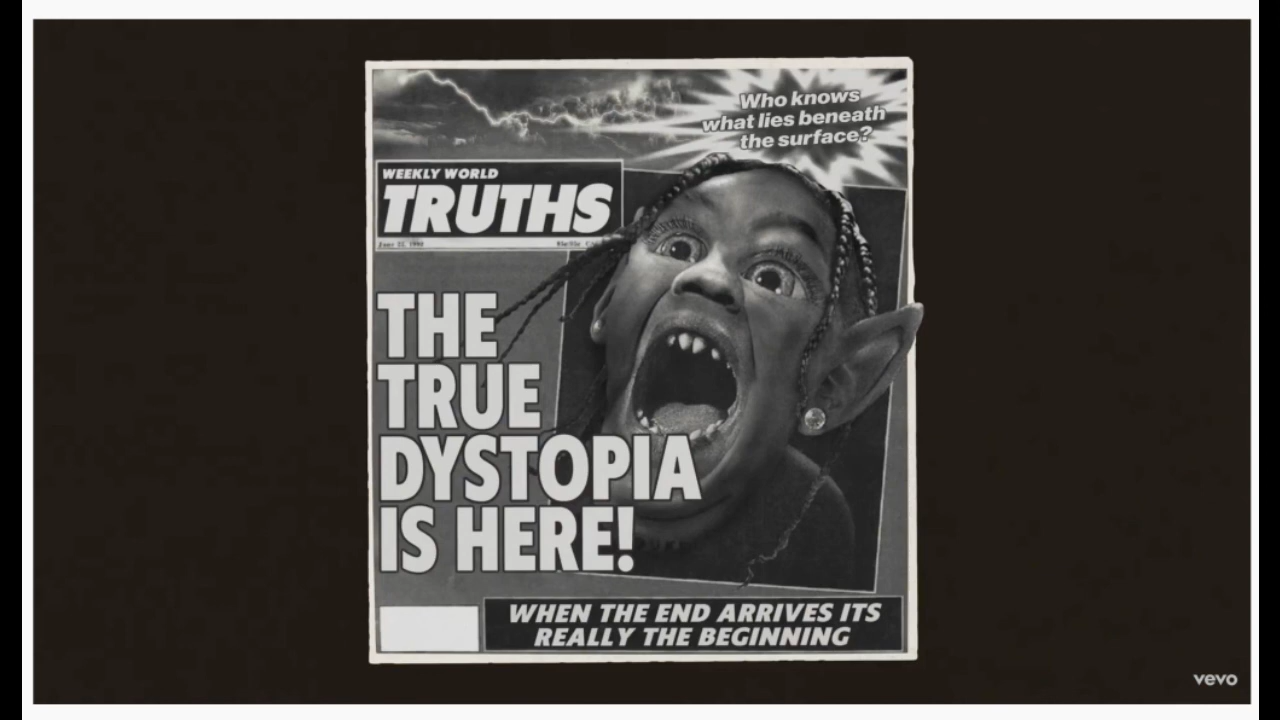 Who knows
what lies beneath
the surface?
WEEKLY WORLD
TRUTHS
THE
TRUE
DYSTOPIA
IS HERE!
WHEN THE END ARRIVES ITS
REALLY THE BEGINNING
vevo